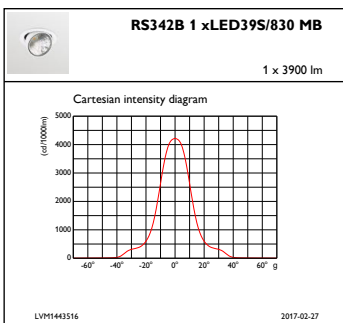 RS342B 1 xLED39S/830 MB
1 x 3900 lm
Cartesian intensity diagram
(cd/1000lm)
5000
4000
3000
2000
1000
0
-60° -40° -20° 0° 20° 40° 60° g
LVM1443516 2017-02-27